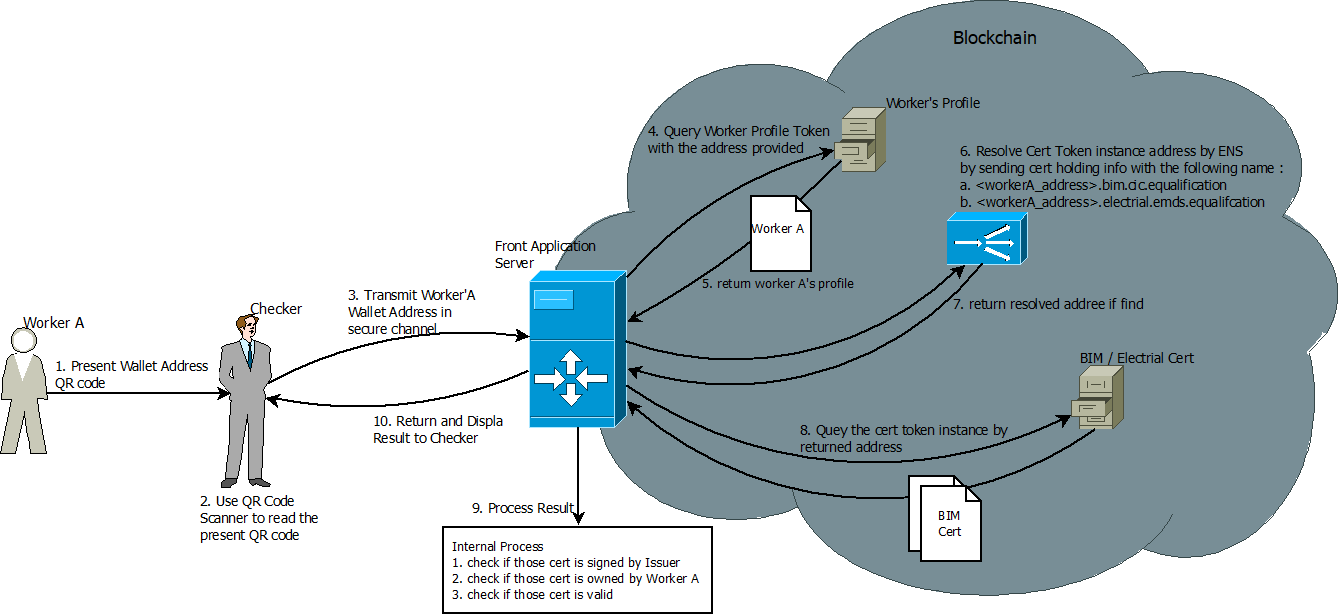 Blockchain
Worker's Profile
4. Query Worker Profile Token
with the address provided
6. Resolve Cert Token instance address by ENS
by sending cert holding info with the following name :
a. <workerA_address>.bim.cic.equalification
b. <workerA_address>.electrial.emds.equalifcation
Worker A
Front Application
Server
5. return worker A's profile
3. Transmit Worker'A
Wallet Address in
secure channel
7. return resolved addree if find
Checker
Worker A
1. Present Wallet Address
QR code
BIM / Electrial Cert
10. Return and Displa
Result to Checker
8. Quey the cert token instance by
returned address
2. Use QR Code
Scanner to read the
present QR code
9. Process Result
BIM
Cert
Internal Process
1. check if those cert is signed by Issuer
2. check if those cert is owned by Worker A
3. check if those cert is valid